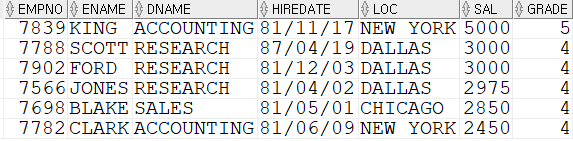 EMPNO ENAME DNAME HIREDATE LOC SAL GRADE
7839 KING ACCOUNTING 81/11/17 NEW YORK 5000 5
7788 SCOTT RESEARCH 87/04/19 DALLAS 3000 4
7902 FORD RESEARCH 81/12/03 DALLAS 3000 4
7566 JONES RESEARCH 81/04/02 DALLAS 2975 4
7698 BLAKE SALES 81/05/01 CHICAGO 2850 4
7782 CLARK ACCOUNTING 81/06/09 NEW YORK 2450 4